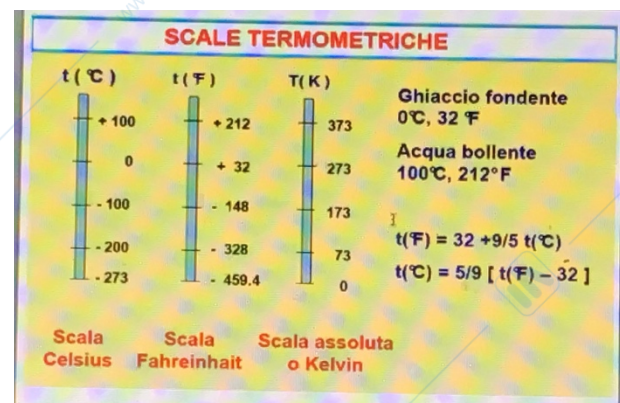 SCALE TERMOMETRICHE
t ( °C )
+ 100
0
- 100
- 200
- 273
Scala
Celsius
t ( °F )
+ 212
+ 32
- 148
- 328
- 459.4
Scala
Fahreinhait
T( K )
373
273
173
73
0
Scala assoluta
o Kelvin
Ghiaccio fondente
0°C, 32 °F
Acqua bollente
100°C, 212°F
t(°F) = 32 +9/5 t(°C)
t(°C) = 5/9 [ t(°F) – 32 ]